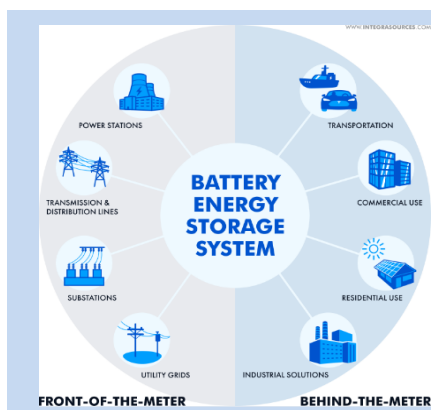 WWW.INTEGRASOURCES.COM
POWER STATIONS
TRANSPORTATION
TRANSMISSION &
DISTRIBUTION LINES
COMMERCIAL USE
BATTERY
ENERGY
STORAGE
SYSTEM
SUBSTATIONS
RESIDENTIAL USE
UTILITY GRIDS
INDUSTRIAL SOLUTIONS
FRONT-OF-THE-METER
BEHIND-THE-METER